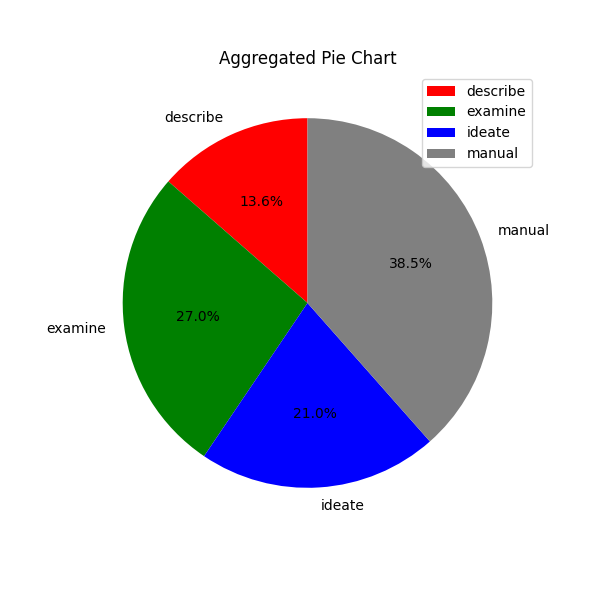 Aggregated Pie Chart
describe
examine
ideate
manual
describe
13.6%
manual
38.5%
examine
27.0%
21.0%
ideate